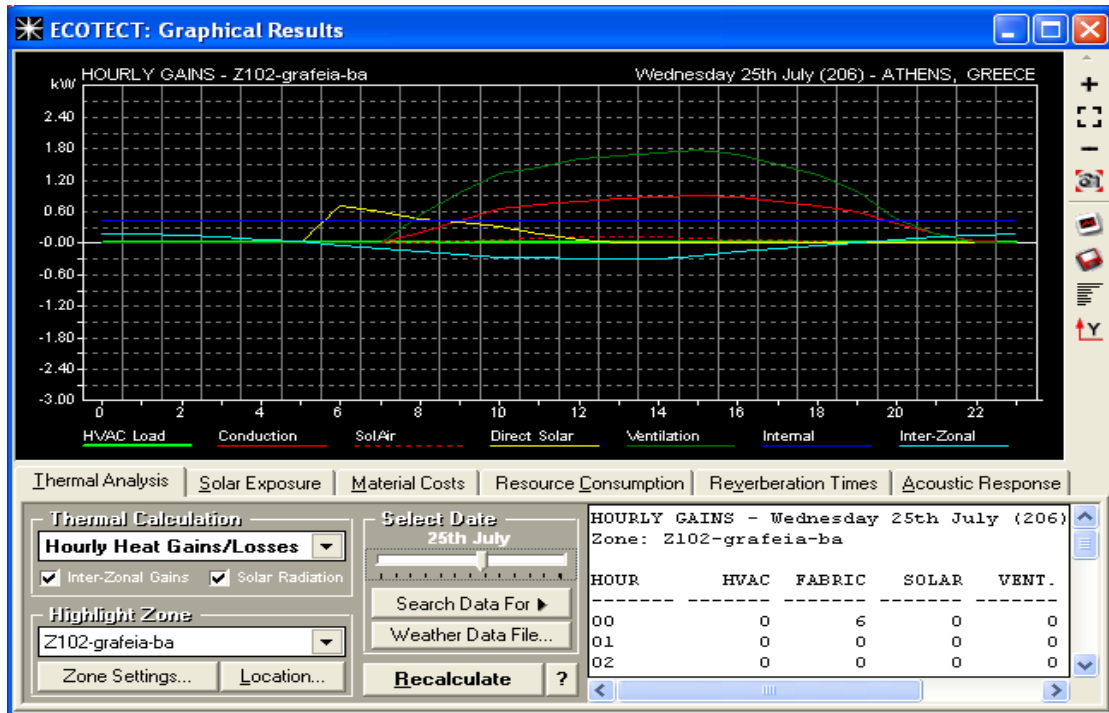 ECOTECT: Graphical Results
kW HOURLY GAINS - Z102-grafeia-ba Wednesday 25th July (206) - ATHENS, GREECE
2.40
1.80
1.20
0.60
-0.00
-0.60
-1.20
-1.80
-2.40
-3.00
0 2 4 6 8 10 12 14 16 18 20 22
HVAC Load Conduction SolAir Direct Solar Ventilation Internal Inter-Zonal
Thermal Analysis Solar Exposure Material Costs Resource Consumption Reverberation Times Acoustic Response
Thermal Calculation
Hourly Heat Gains/Losses
Inter-Zonal Gains Solar Radiation
Highlight Zone
Z102-grafeia-ba
Zone Settings... Location...
Select Date
25th July
Search Data For
Weather Data File...
Recalculate ?
HOURLY GAINS - Wednesday 25th July (206)
Zone: Z102-grafeia-ba
HOUR HVAC FABRIC SOLAR VENT.
------- ------- ------- ------- -------
00 0 6 0 0
01 0 0 0 0
02 0 0 0 0
Y